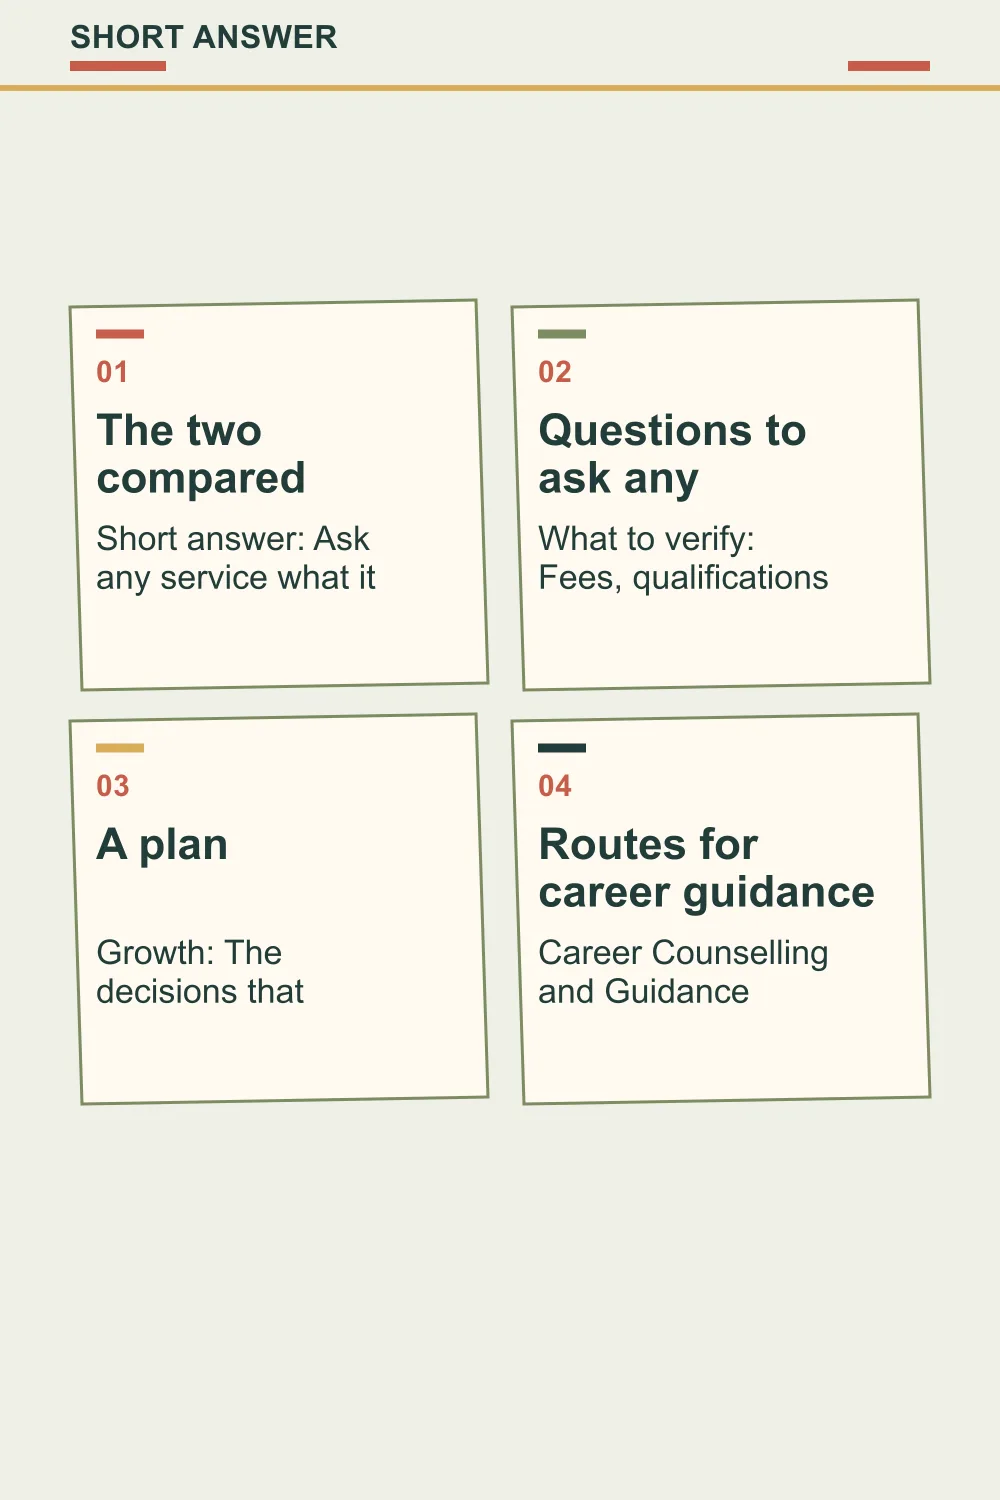 SHORT ANSWER
01
The two
compared
Short answer: Ask
any service what it
02
Questions to
ask any
What to verify:
Fees, qualifications
03
A plan
Growth: The
decisions that
04
Routes for
career guidance
Career Counselling
and Guidance